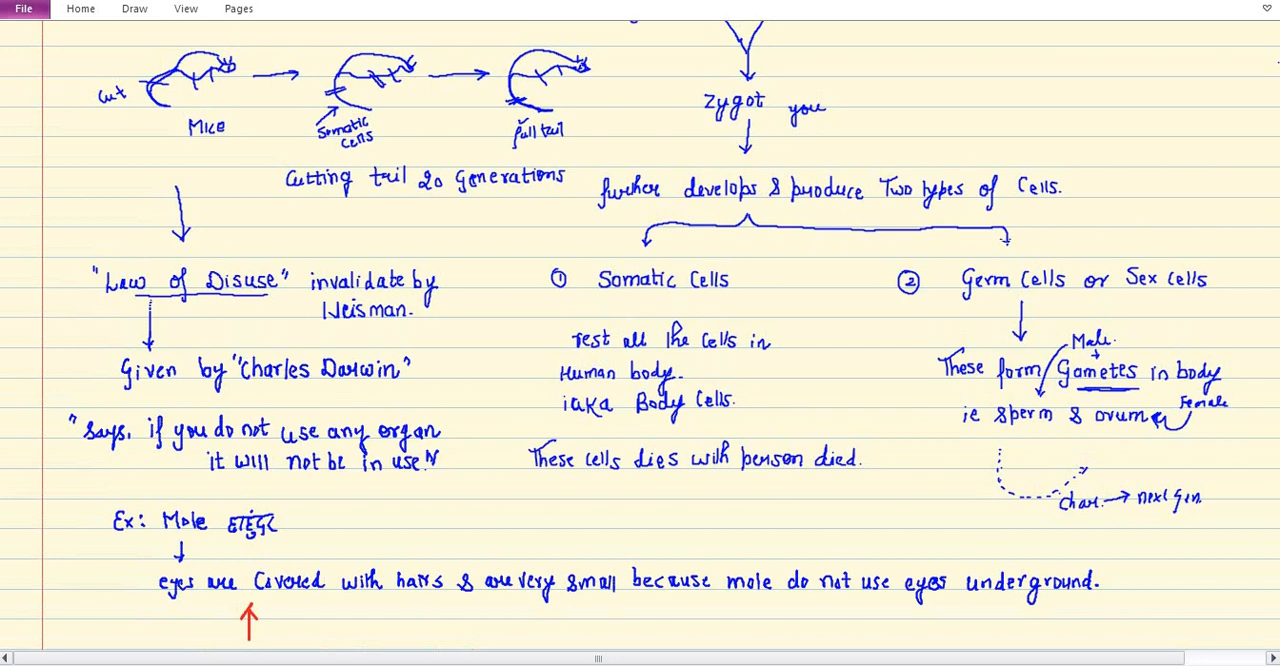 File Home Draw View Pages
Cut
Mice
Somatic
Cells
full tail
Cutting tail 20 Generations
"Law of Disuse" invalidate by
Weisman.
Given by "Charles Darwin"
"Says, if you do not use any organ
it will not be in use"
Zygot you
further develops & produce Two types of Cells.
① Somatic Cells
rest all the cells in
Human body.
Body Cells.
These cells dies with person died.
② Germ Cells or Sex cells
Male
These form Gametes in body
ie Sperm & ovum Female
Char. → next Gen.
Ex: Mole
eyes are Covered with hairs & are very small because mole do not use eyes underground.